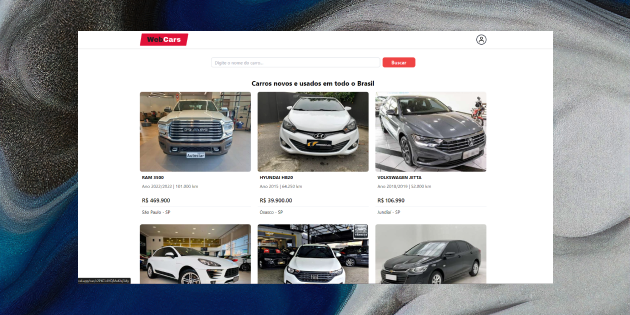 WebCars
Digite o nome do carro...
Buscar
Carros novos e usados em todo o Brasil
RAM 3500
Ano 2022/2022 | 101.000 km
R$ 469.900
São Paulo - SP
HYUNDAI HB20
Ano 2015 | 64.253 km
R$ 39.900.00
Osasco - SP
VOLKSWAGEN JETTA
Ano 2018/2019 | 52.000 km
R$ 106.990
Jundiaí - SP